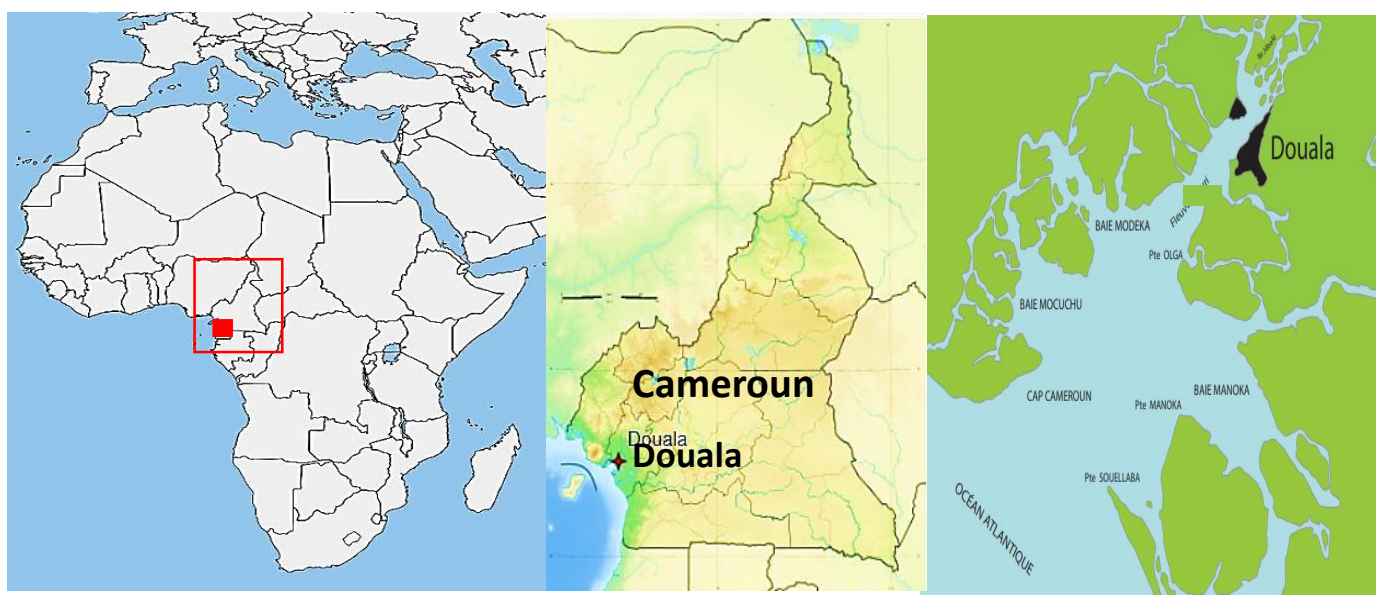 Cameroun
Douala
Douala
Douala
BAIE MODEKA
Pte OLGA
BAIE MOCUCHU
CAP CAMEROUN
BAIE MANOKA
Pte MANOKA
Pte SOUELLABA
OCÉAN ATLANTIQUE